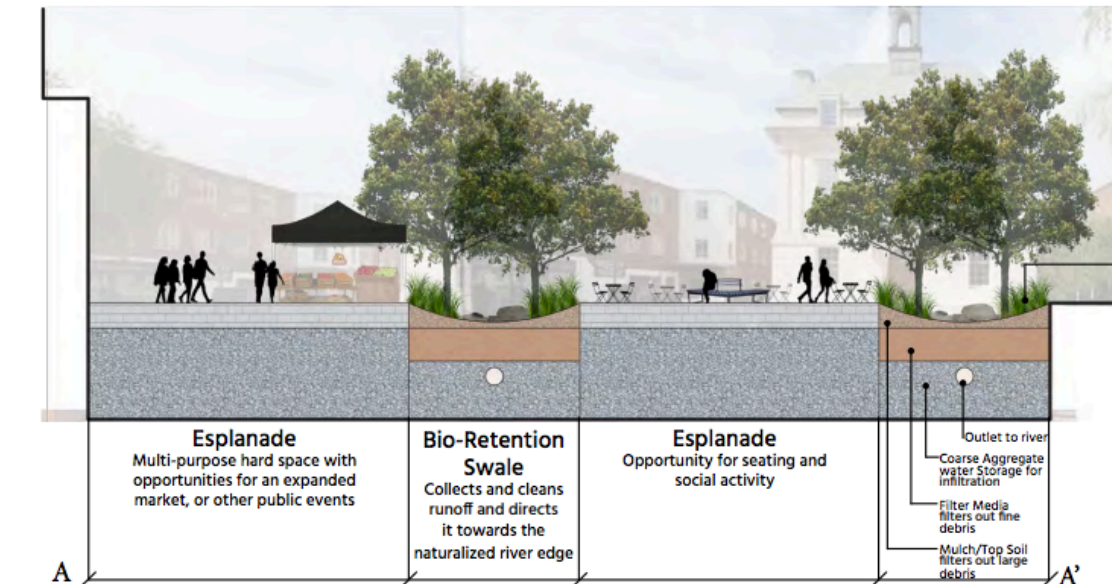 Esplanade
Multi-purpose hard space with
opportunities for an expanded
market, or other public events
Bio-Retention
Swale
Collects and cleans
runoff and directs
it towards the
naturalized river edge
Esplanade
Opportunity for seating and
social activity
Outlet to river
Coarse Aggregate
water Storage for
infiltration
Filter Media
filters out fine
debris
Mulch/Top Soil
filters out large
debris
A
A'